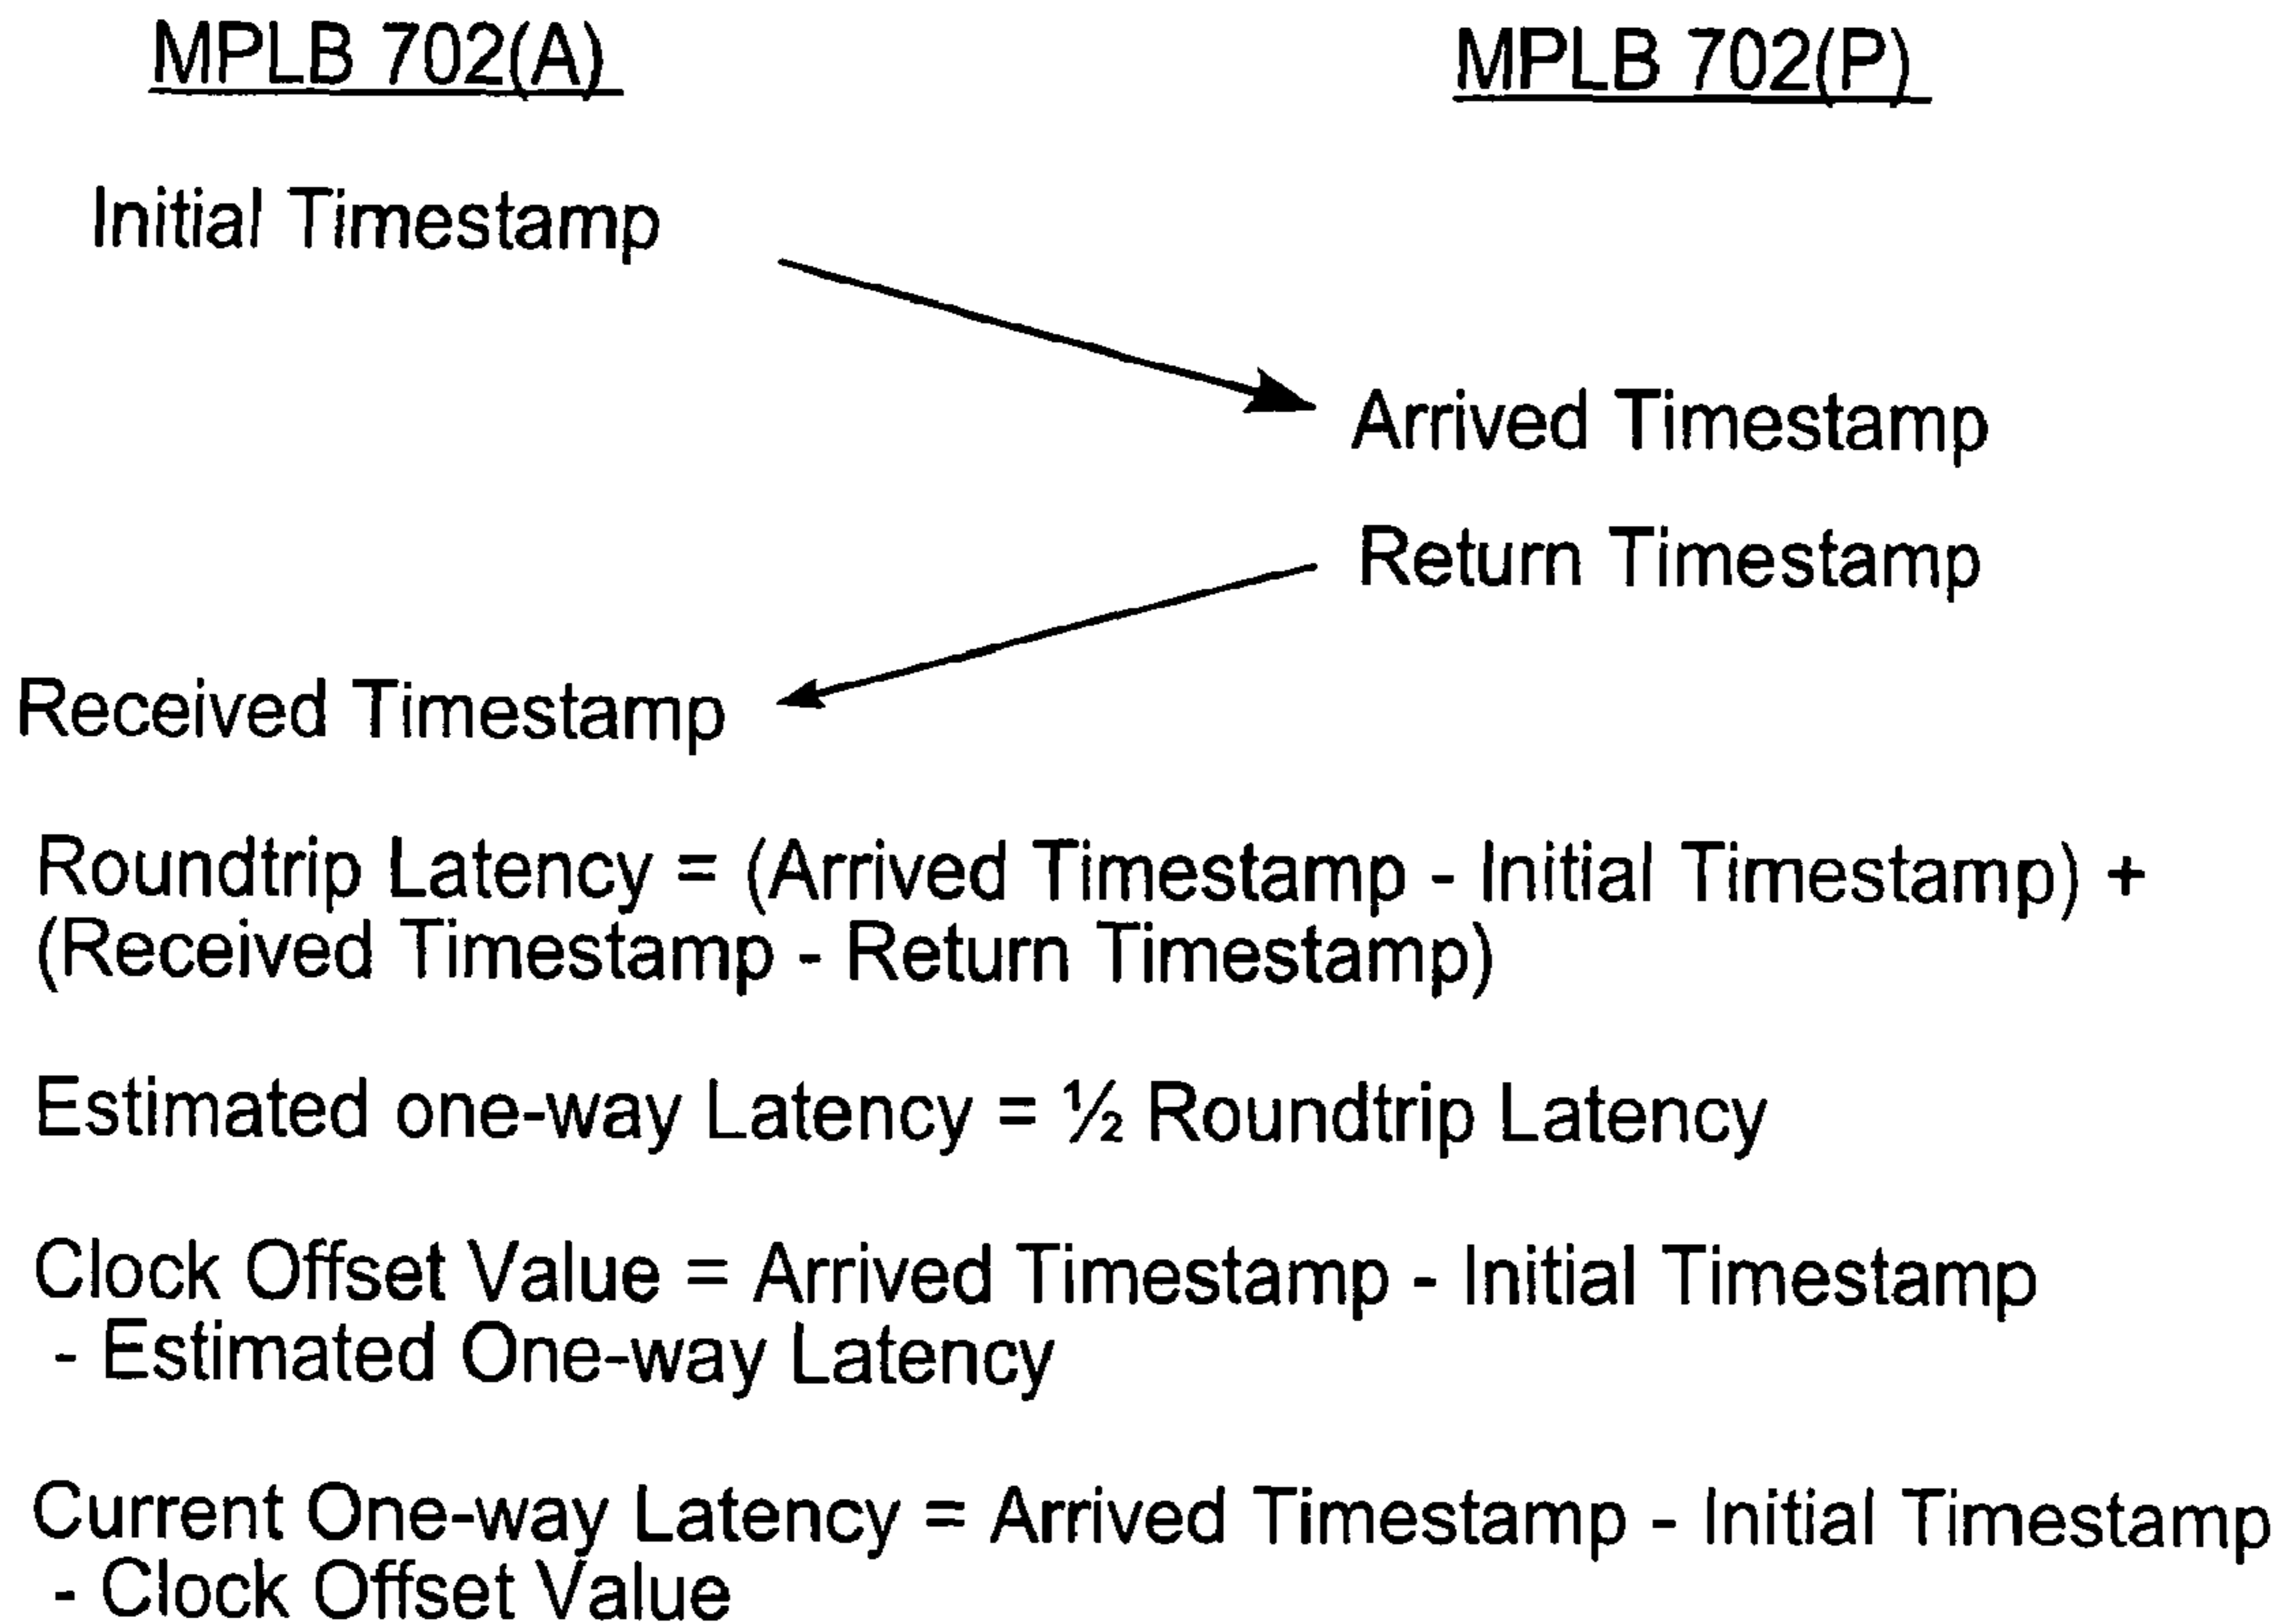 MPLB 702(A)
MPLB 702(P)
Initial Timestamp
Arrived Timestamp
Return Timestamp
Received Timestamp
Roundtrip Latency = (Arrived Timestamp - Initial Timestamp) +
(Received Timestamp - Return Timestamp)
Estimated one-way Latency = ½ Roundtrip Latency
Clock Offset Value = Arrived Timestamp - Initial Timestamp
- Estimated One-way Latency
Current One-way Latency = Arrived Timestamp - Initial Timestamp
- Clock Offset Value